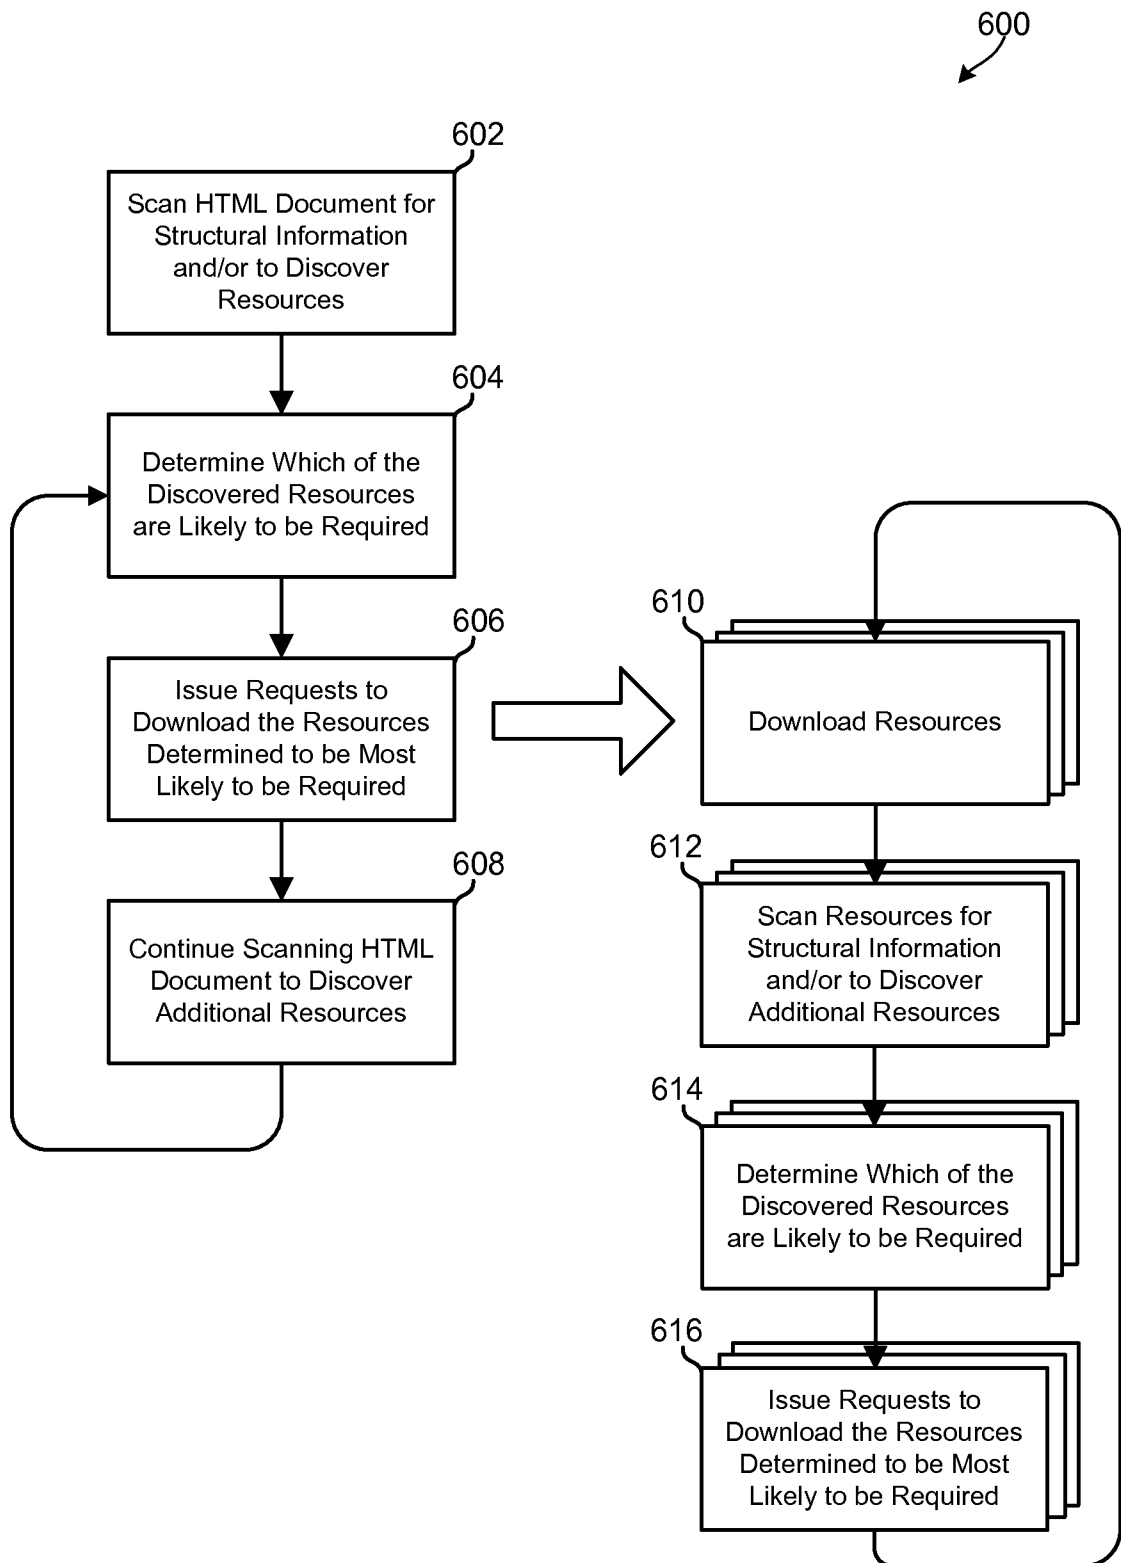 600
602
Scan HTML Document for
Structural Information
and/or to Discover
Resources
604
Determine Which of the
Discovered Resources
are Likely to be Required
606
Issue Requests to
Download the Resources
Determined to be Most
Likely to be Required
608
Continue Scanning HTML
Document to Discover
Additional Resources
610
Download Resources
612
Scan Resources for
Structural Information
and/or to Discover
Additional Resources
614
Determine Which of the
Discovered Resources
are Likely to be Required
616
Issue Requests to
Download the Resources
Determined to be Most
Likely to be Required